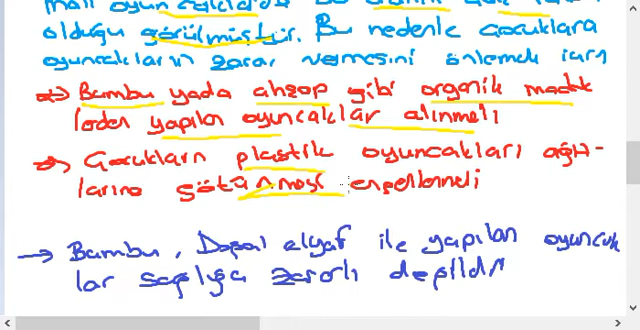 olduğu görülmüştür. Bu nedenle çocuklara
oyuncakların zarar vermesini önlemek için
→ Bambu yada ahşap gibi organik madde
lerden yapılan oyuncaklar alınmalı
→ Çocukların plastik oyuncakları ağız-
larına götürmesi engellenmeli
→ Bambu, Doğal elyaf ile yapılan oyuncak
lar sağlığa zararlı değildir